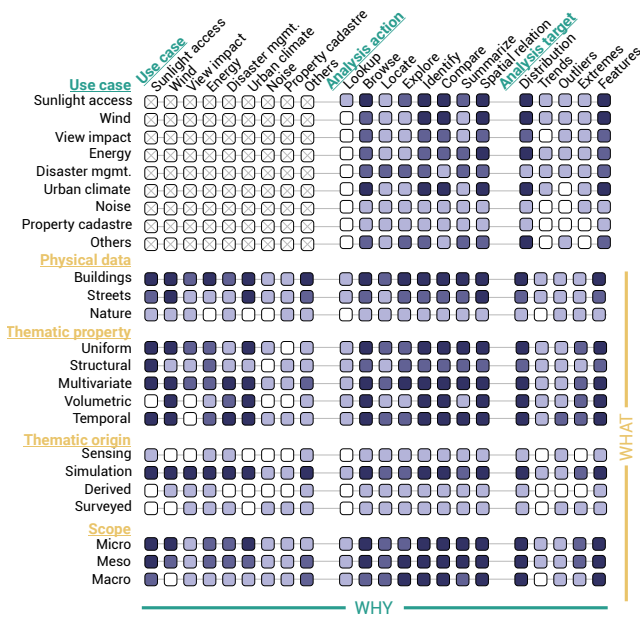 Use case
Sunlight access
Wind
View impact
Energy
Disaster mgmt.
Urban climate
Noise
Property cadastre
Others
Analysis action
Lookup
Browse
Locate
Explore
Identify
Compare
Summarize
Spatial relation
Analysis target
Distribution
Trends
Outliers
Extremes
Features
Use case
Sunlight access
Wind
View impact
Energy
Disaster mgmt.
Urban climate
Noise
Property cadastre
Others
Physical data
Buildings
Streets
Nature
Thematic property
Uniform
Structural
Multivariate
Volumetric
Temporal
Thematic origin
Sensing
Simulation
Derived
Surveyed
Scope
Micro
Meso
Macro
WHAT
WHY